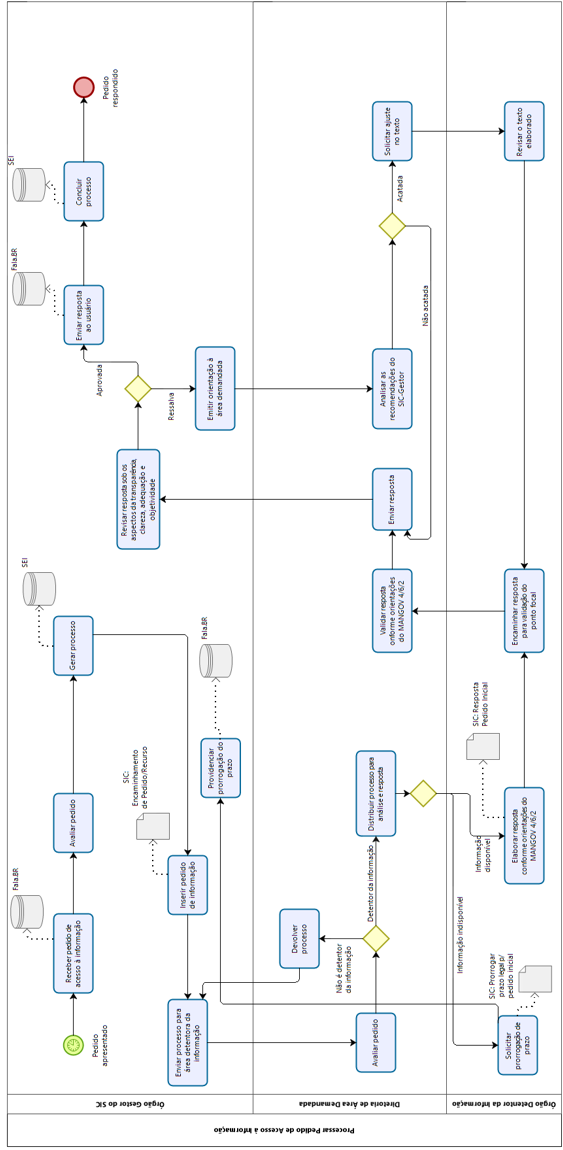 Processar Pedido de Acesso à Informação
Órgão Gestor do SIC
Pedido
apresentado
Receber pedido de
acesso à informação
Fala.BR
Avaliar pedido
Gerar processo
SEI
Enviar processo para
área detentora da
informação
Inserir pedido
de informação
SIC:
Encaminhamento
de Pedido/Recurso
Providenciar
prorrogação do
prazo
Fala.BR
Revisar resposta sob os
aspectos da transparência,
clareza, adequação e
objetividade
Aprovada
Ressalva
Emitir orientação à
área demandada
Enviar resposta
ao usuário
Fala.BR
Concluir
processo
SEI
Pedido
respondido
Diretoria de Área Demandada
Avaliar pedido
Não é detentor
da informação
Devolver
processo
Detentor da informação
Distribuir processo para
análise e resposta
Informação indisponível
Informação
disponível
Validar resposta
onforme orientações
do MANGOV 4/6/2
Enviar resposta
Analisar as
recomendações do
SIC-Gestor
Não acatada
Acatada
Solicitar ajuste
no texto
Órgão Detentor da Informação
Solicitar
prorrogação de
prazo
SIC: Prorrogar
prazo legal p/
pedido inicial
Elaborar resposta
conforme orientações do
MANGOV 4/6/2
SIC: Resposta
Pedido Inicial
Encaminhar resposta
para validação do
ponto focal
Revisar o texto
elaborado